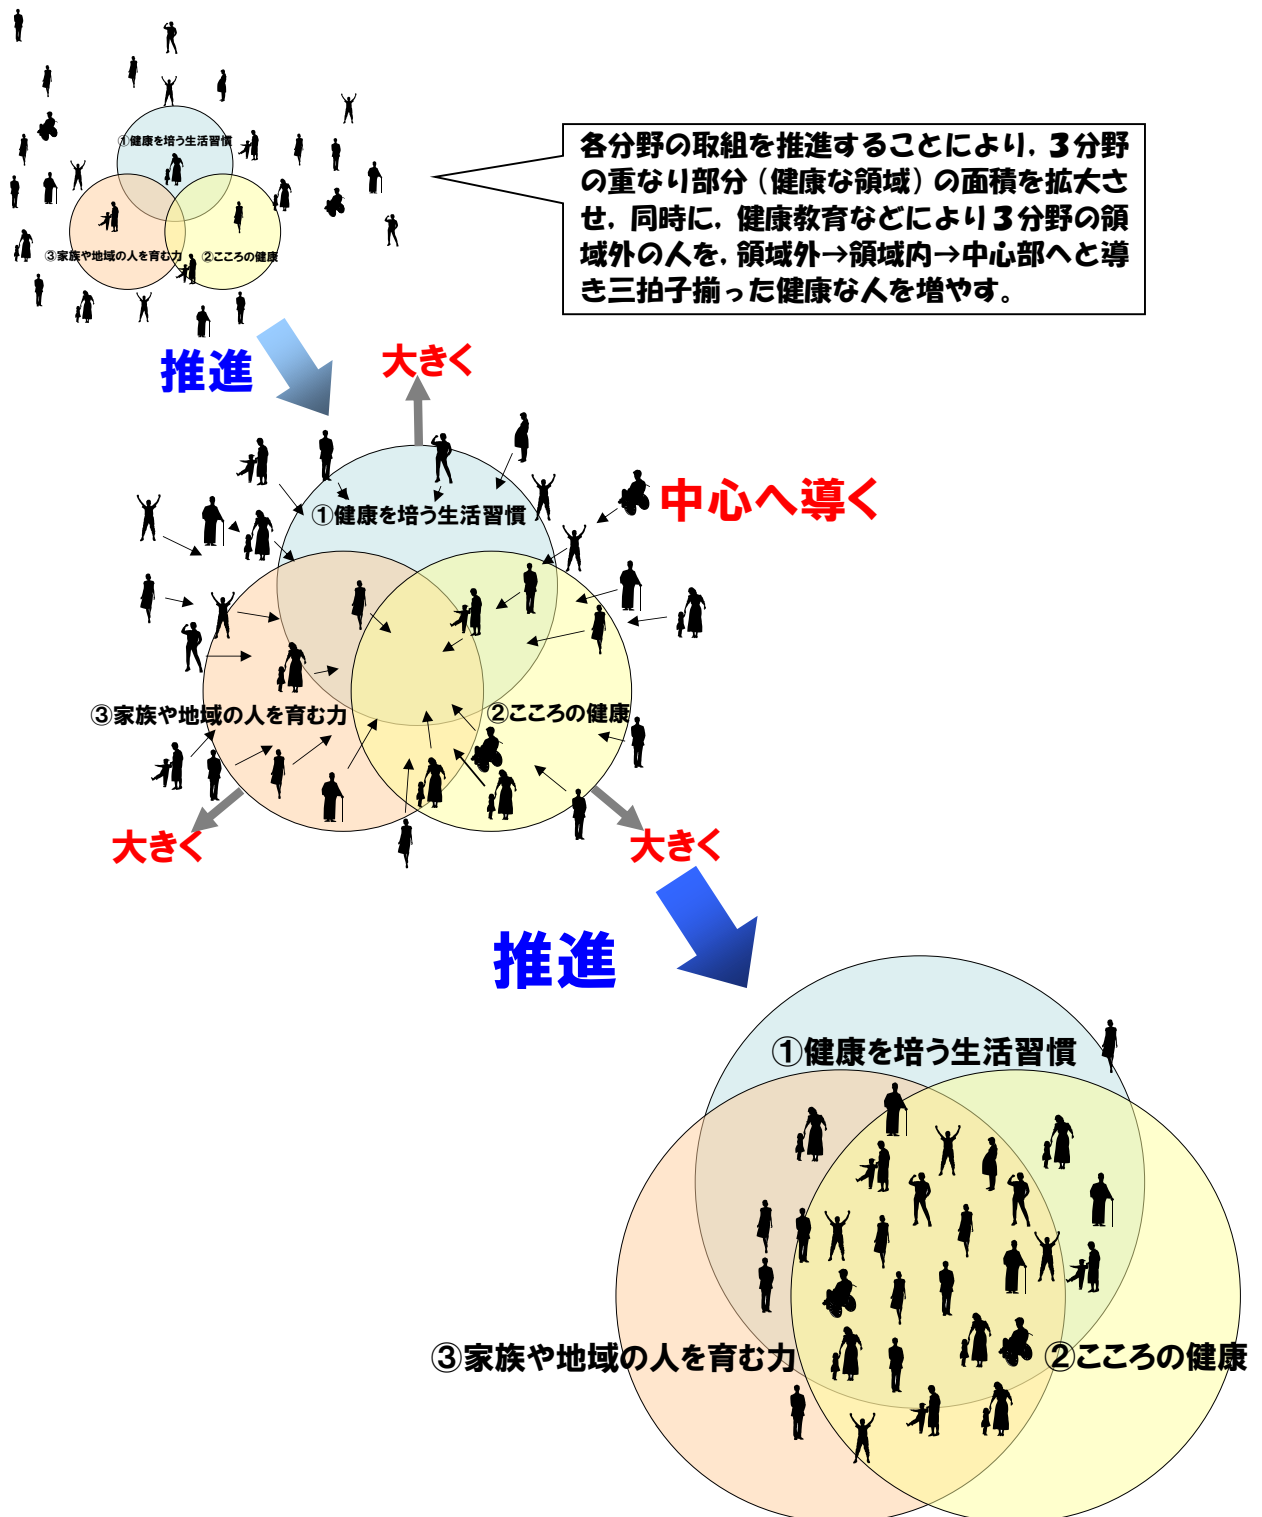 ①健康を培う生活習慣
③家族や地域の人を育む力
②こころの健康
各分野の取組を推進することにより,３分野
の重なり部分（健康な領域）の面積を拡大さ
せ,同時に,健康教育などにより３分野の領
域外の人を,領域外→領域内→中心部へと導
き三拍子揃った健康な人を増やす。
推進
大きく
中心へ導く
①健康を培う生活習慣
③家族や地域の人を育む力
②こころの健康
大きく
大きく
推進
①健康を培う生活習慣
③家族や地域の人を育む力
②こころの健康